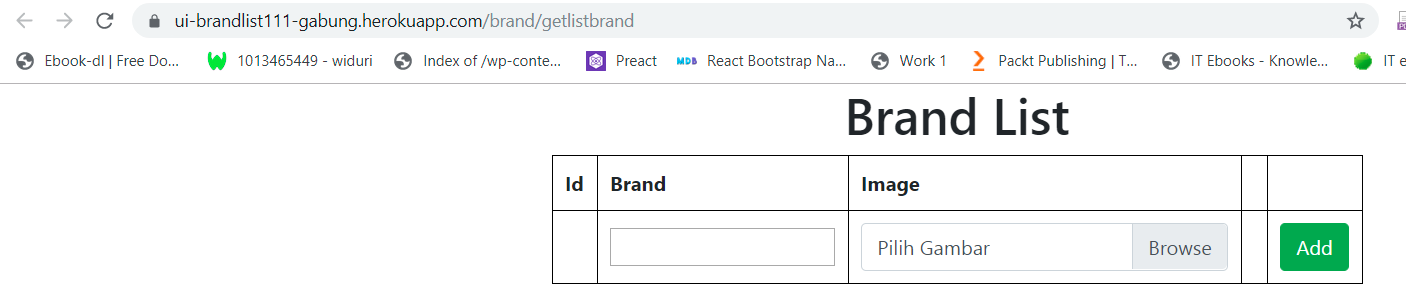 ui-brandlist111-gabung.herokuapp.com/brand/getlistbrand
Ebook-dl | Free Do... 1013465449 - widuri Index of /wp-conte... Preact MDB React Bootstrap Na... Work 1 Packt Publishing | T... IT Ebooks - Knowle... IT e
Brand List
Id Brand Image
Pilih Gambar Browse Add